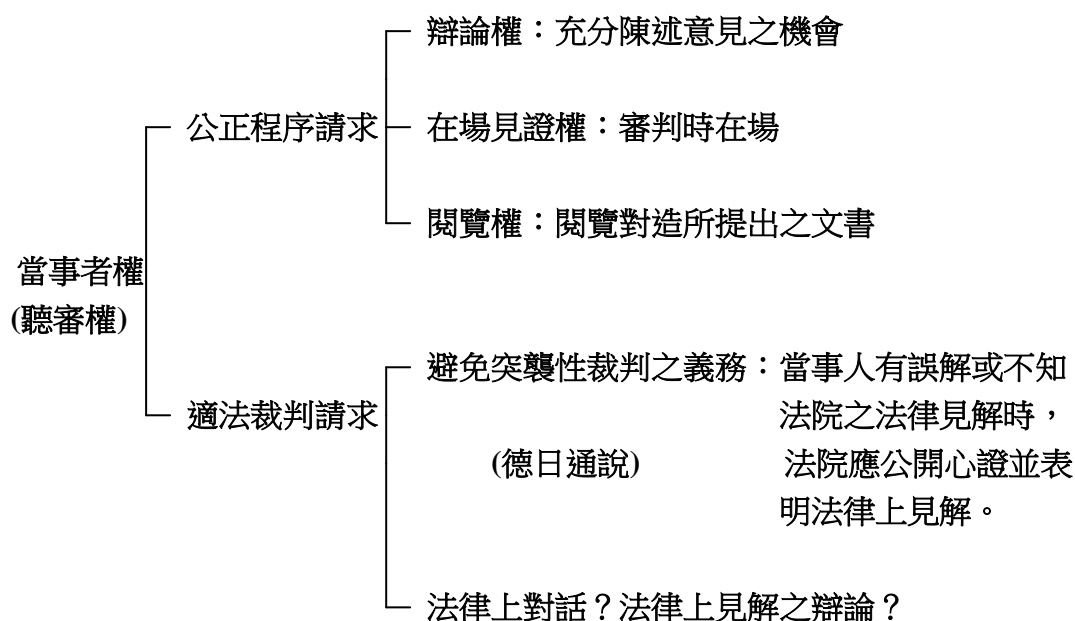 辯論權：充分陳述意見之機會
公正程序請求
在場見證權：審判時在場
閱覽權：閱覽對造所提出之文書
當事者權
(聽審權)
避免突襲性裁判之義務：當事人有誤解或不知
適法裁判請求
法院之法律見解時，
(德日通說)
法院應公開心證並表
明法律上見解。
法律上對話？法律上見解之辯論？